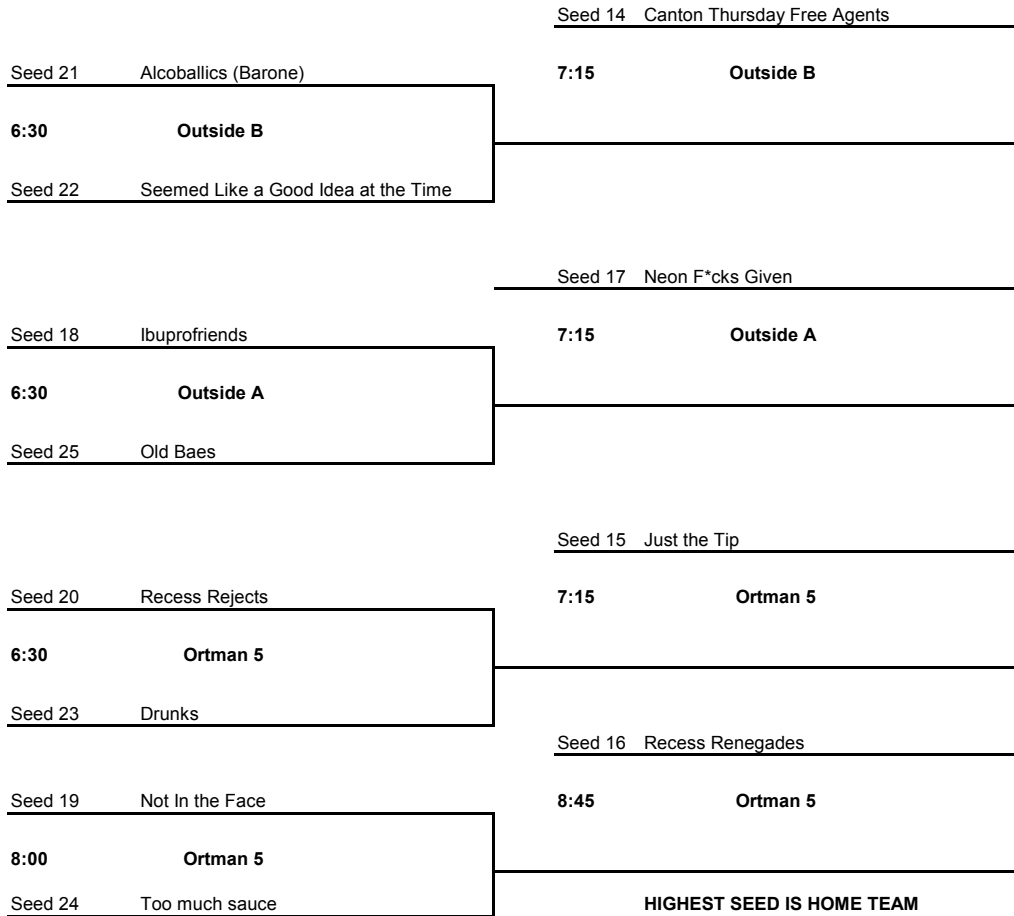 Seed 14 Canton Thursday Free Agents
Seed 21 Alcoballics (Barone) 7:15 Outside B
6:30 Outside B
Seed 22 Seemed Like a Good Idea at the Time
Seed 17 Neon F*cks Given
Seed 18 Ibuprofriends 7:15 Outside A
6:30 Outside A
Seed 25 Old Baes
Seed 15 Just the Tip
Seed 20 Recess Rejects 7:15 Ortman 5
6:30 Ortman 5
Seed 23 Drunks
Seed 16 Recess Renegades
Seed 19 Not In the Face 8:45 Ortman 5
8:00 Ortman 5
Seed 24 Too much sauce HIGHEST SEED IS HOME TEAM